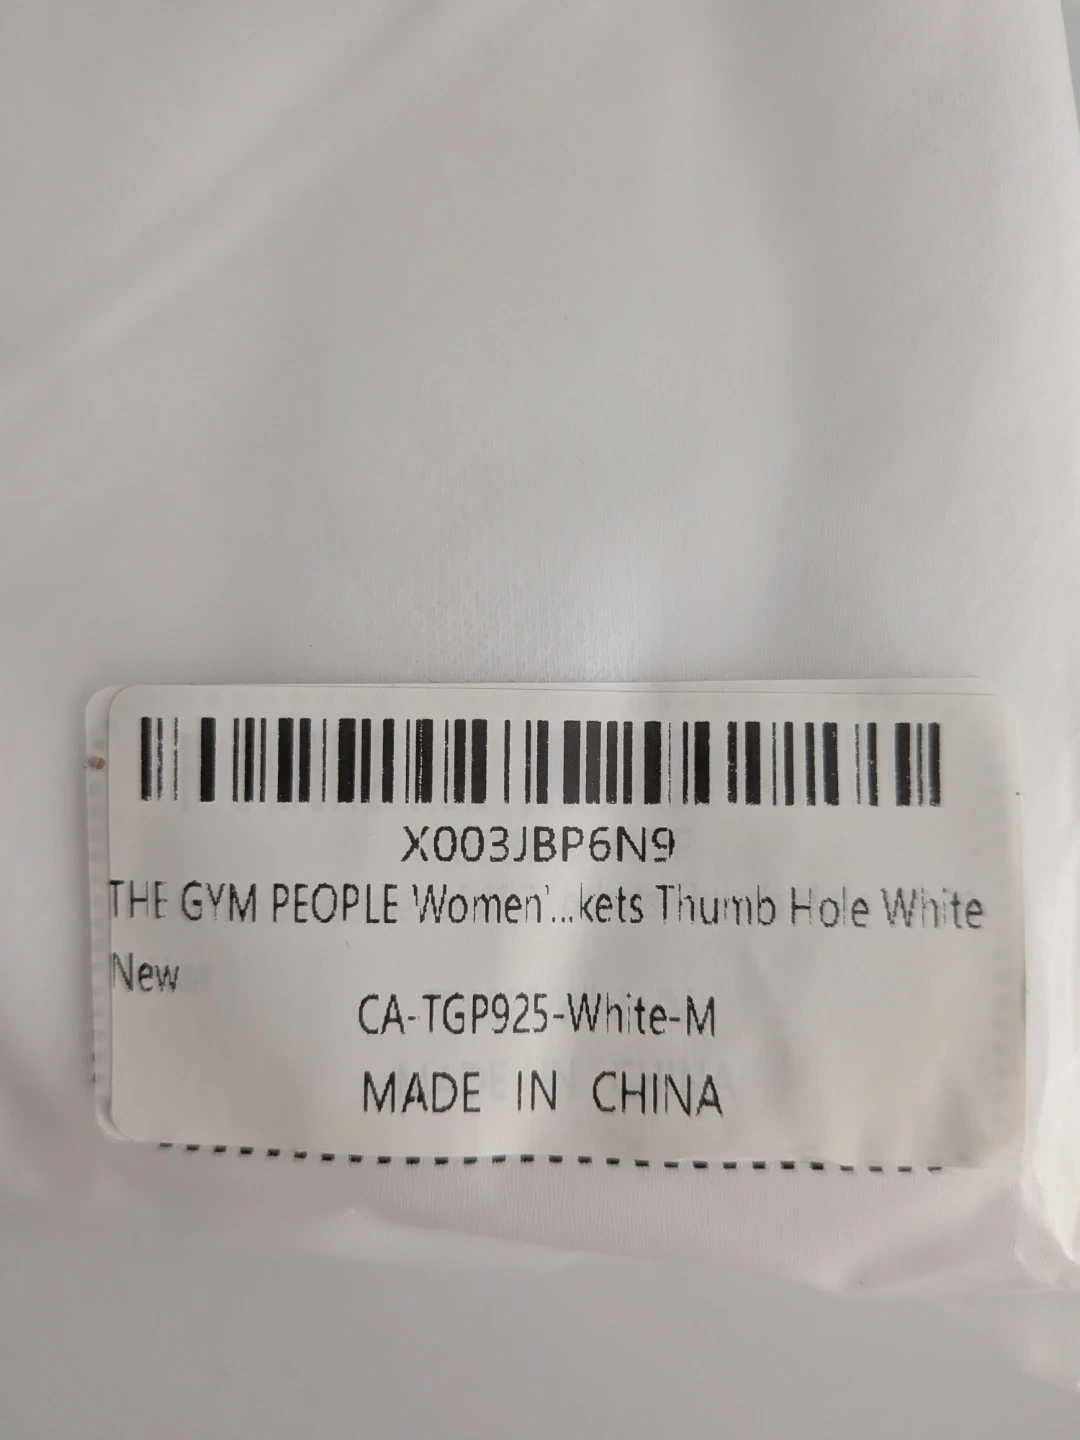 X003JBP6N9
THE GYM PEOPLE Women'...kets Thumb Hole White
New
CA-TGP925-White-M
MADE IN CHINA